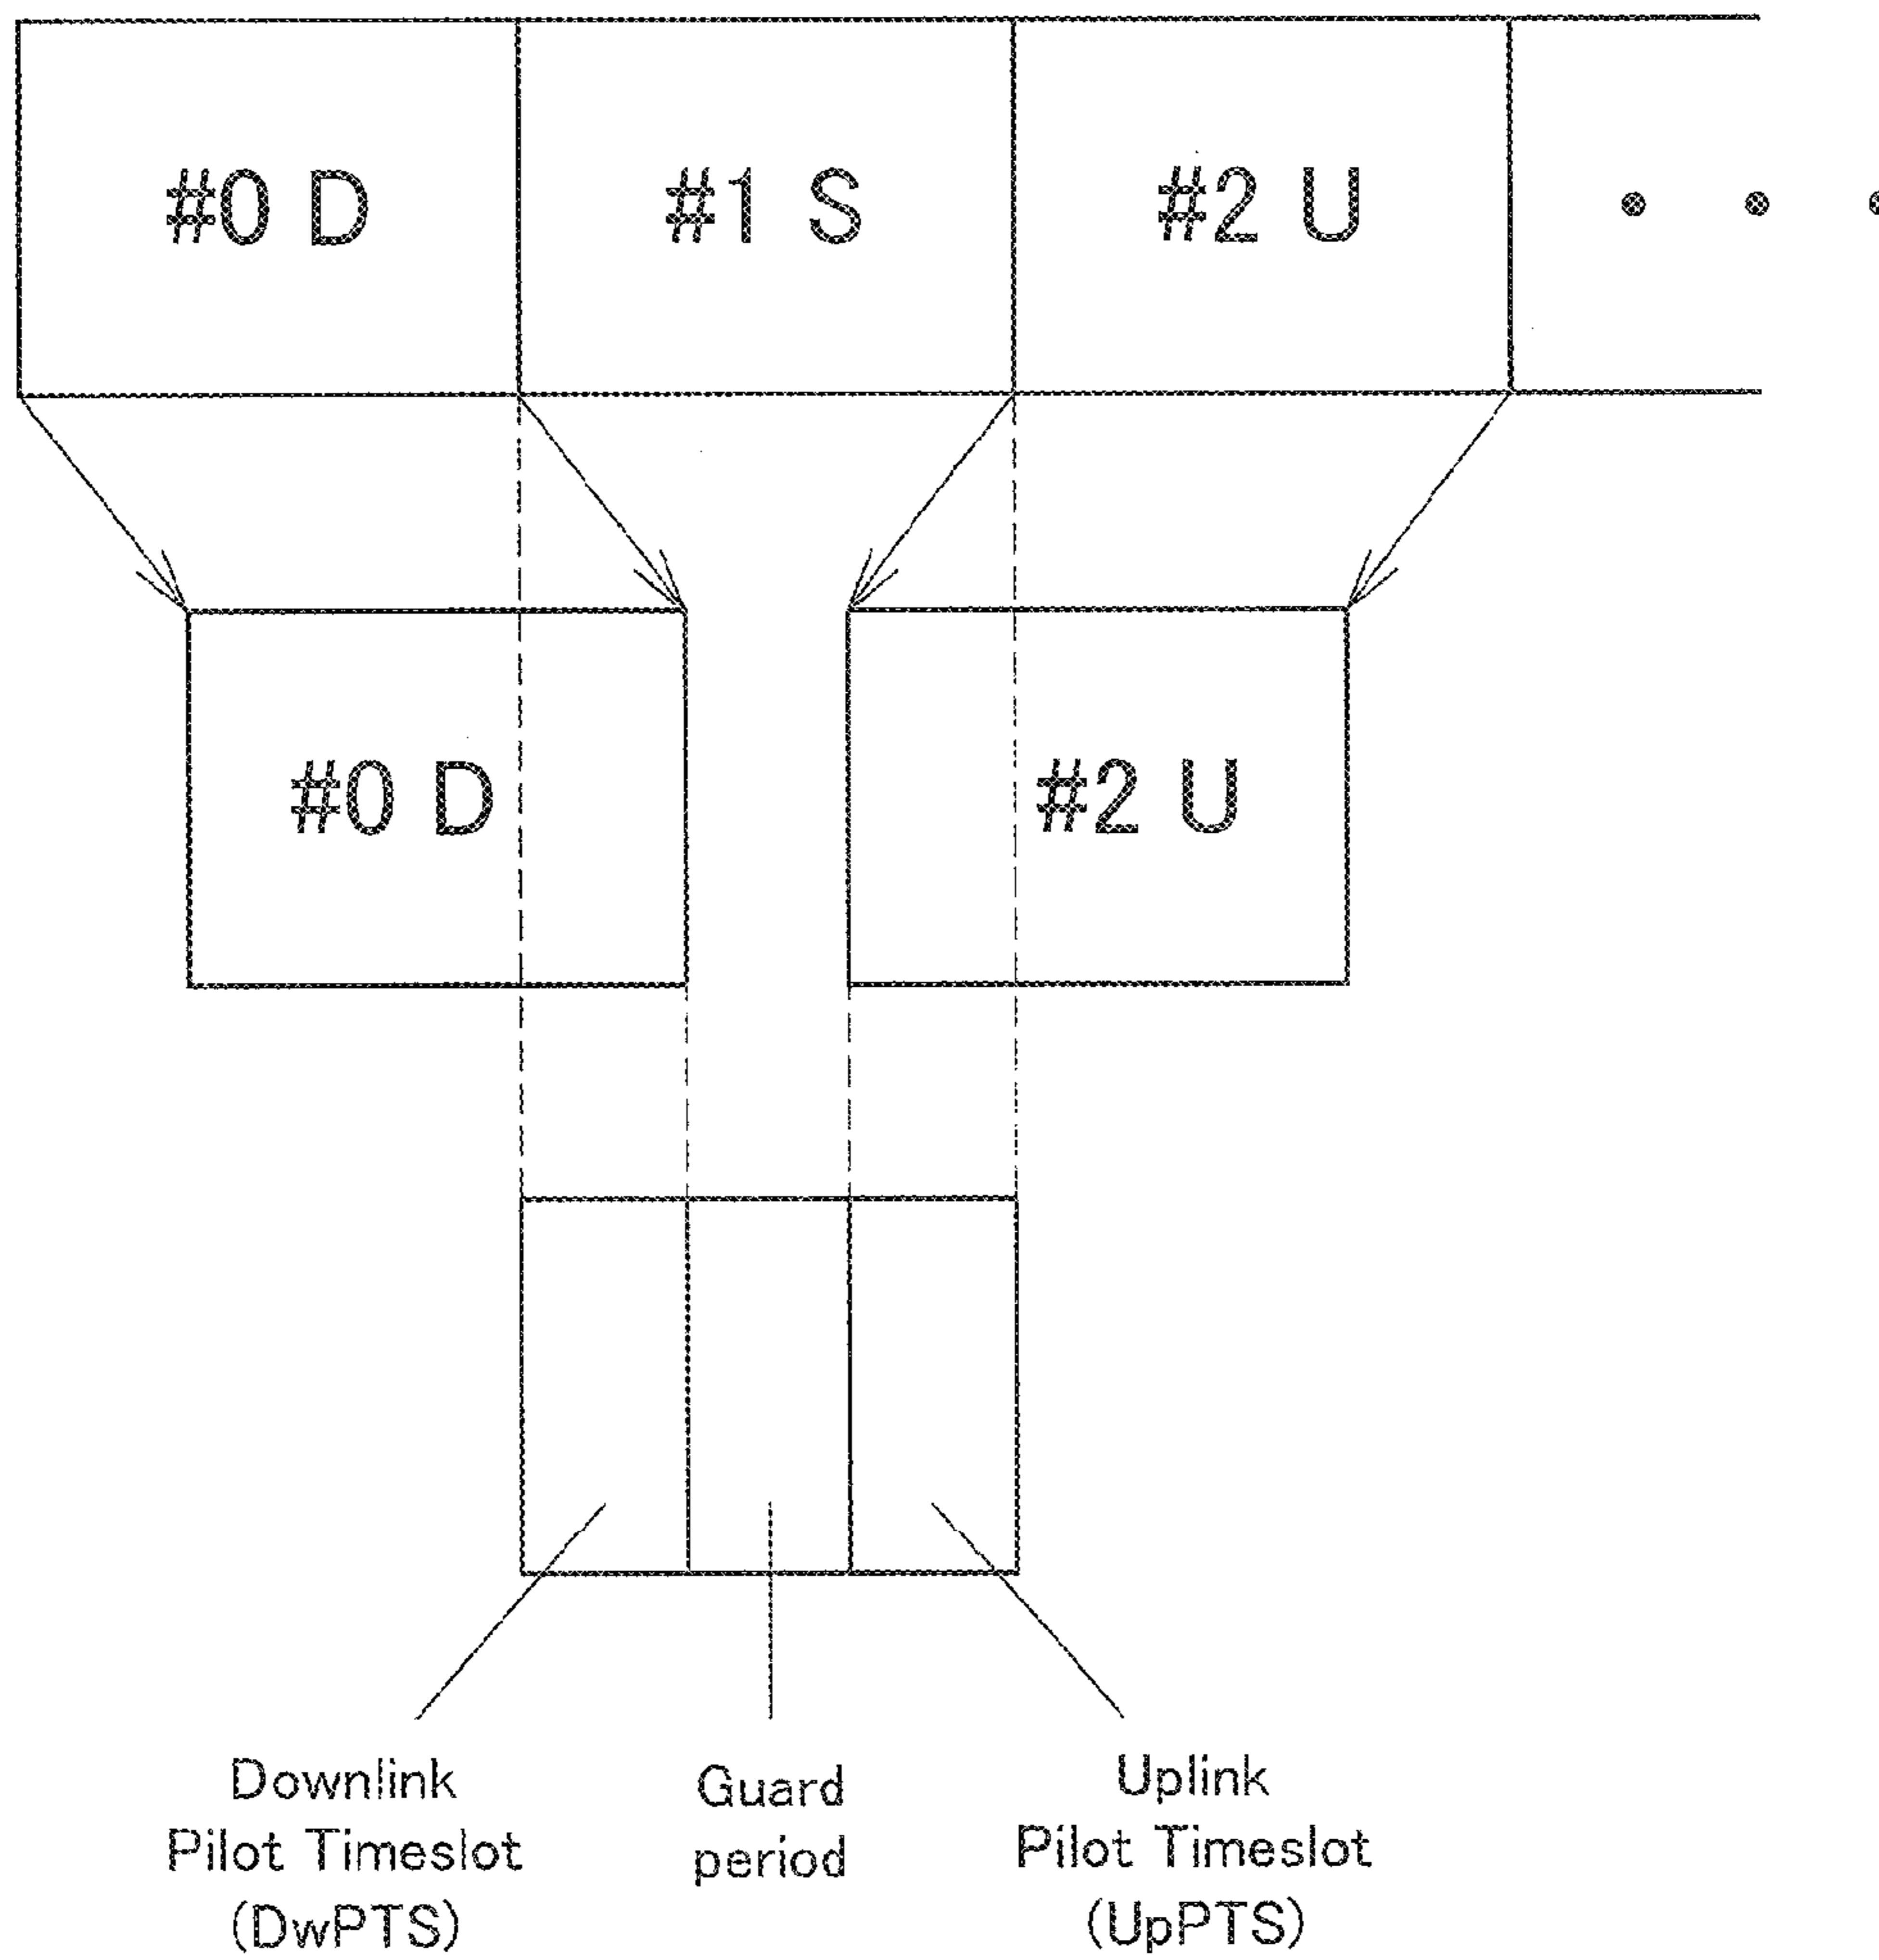 #0 D #1 S #2 U • • •
#0 D #2 U
Downlink
Pilot Timeslot
(DwPTS)
Guard
period
Uplink
Pilot Timeslot
(UpPTS)